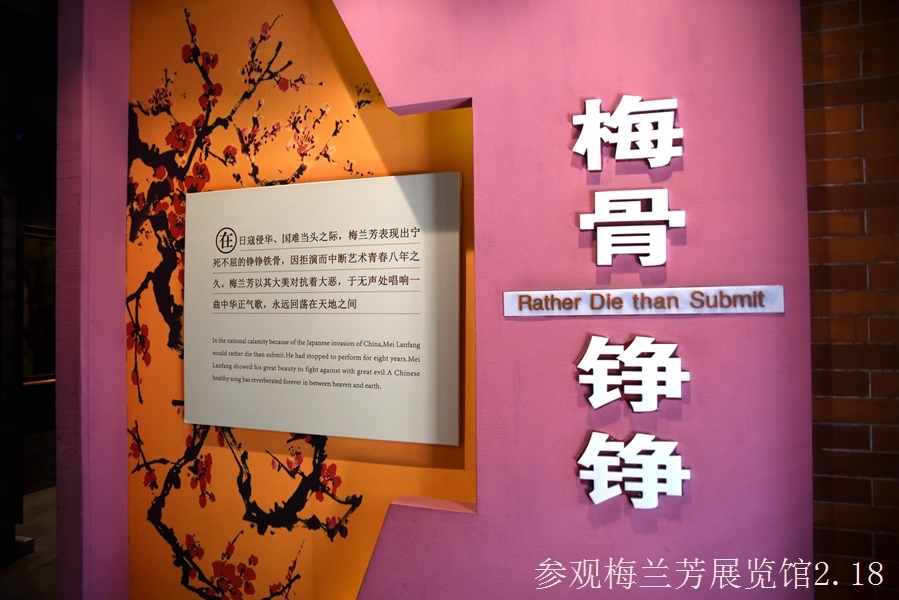 在日寇侵华、国难当头之际，梅兰芳表现出宁
死不屈的铮铮铁骨，因拒演而中断艺术青春八年之
久。梅兰芳以其大美对抗着大恶，于无声处唱响一
曲中华正气歌，永远回荡在天地之间
In the national calamity because of the Japanese invasion of China,Mei Lanfang
would rather die than submit.He had stopped to perform for eight years.Mei
Lanfang showed his great beauty to fight against with great evil.A Chinese
healthy song has reverberated forever in between heaven and earth.
梅
骨
Rather Die than Submit
铮
铮
参观梅兰芳展览馆2.18